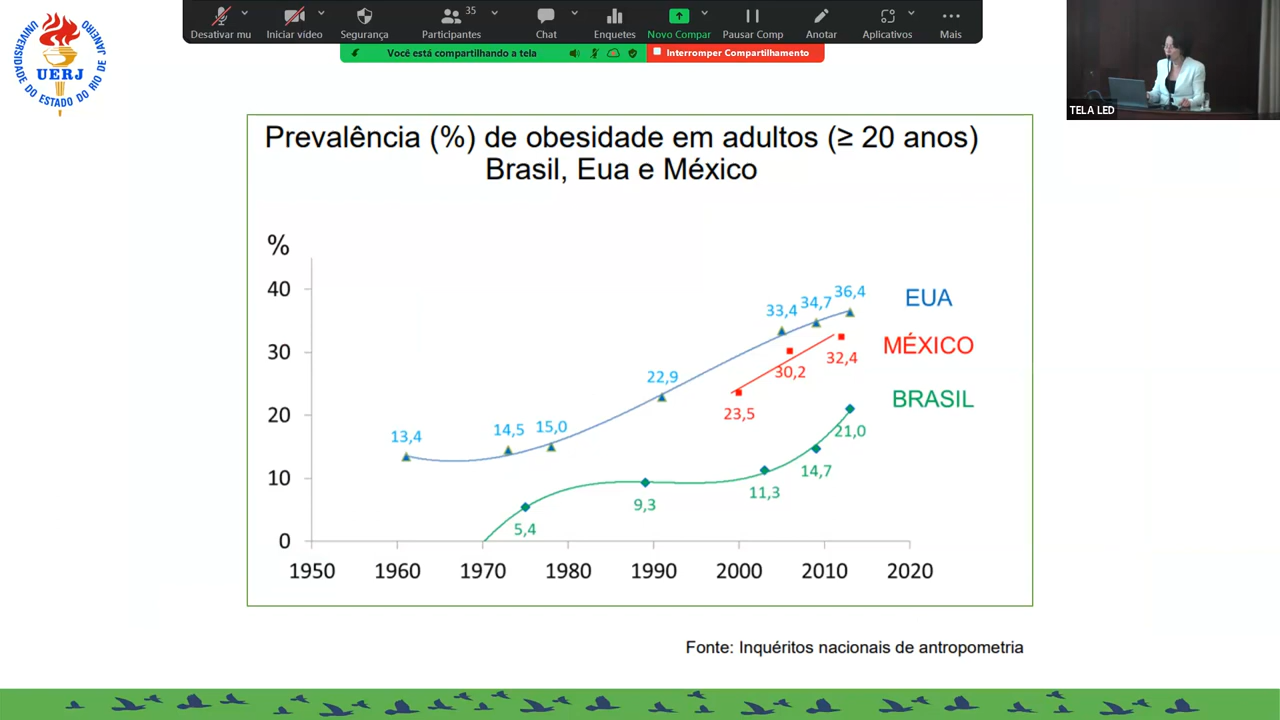 UNIVERSIDADE DO ESTADO DO RIO DE JANEIRO
UERJ
Desativar mu
Iniciar vídeo
Segurança
35
Participantes
Chat
Enquetes
Novo Compar
Pausar Comp
Anotar
Aplicativos
Mais
Você está compartilhando a tela
Interromper Compartilhamento
TELA LED
Prevalência (%) de obesidade em adultos (≥ 20 anos)
Brasil, Eua e México
%
40
30
20
10
0
13,4
14,5
15,0
22,9
33,4
34,7
36,4
EUA
23,5
30,2
32,4
MÉXICO
5,4
9,3
11,3
14,7
21,0
BRASIL
1950 1960 1970 1980 1990 2000 2010 2020
Fonte: Inquéritos nacionais de antropometria